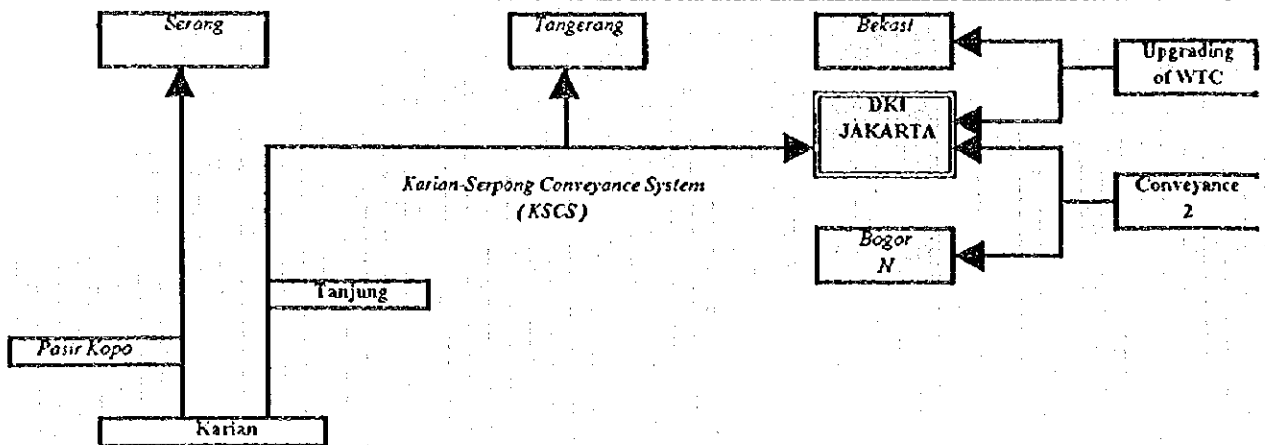 Serang
Tangerang
Bekasi
Upgrading
of WTC
DKI
JAKARTA
Karian-Serpong Conveyance System
(KSCS)
Conveyance
2
Bogor
N
Tanjung
Pasir Kopo
Karian